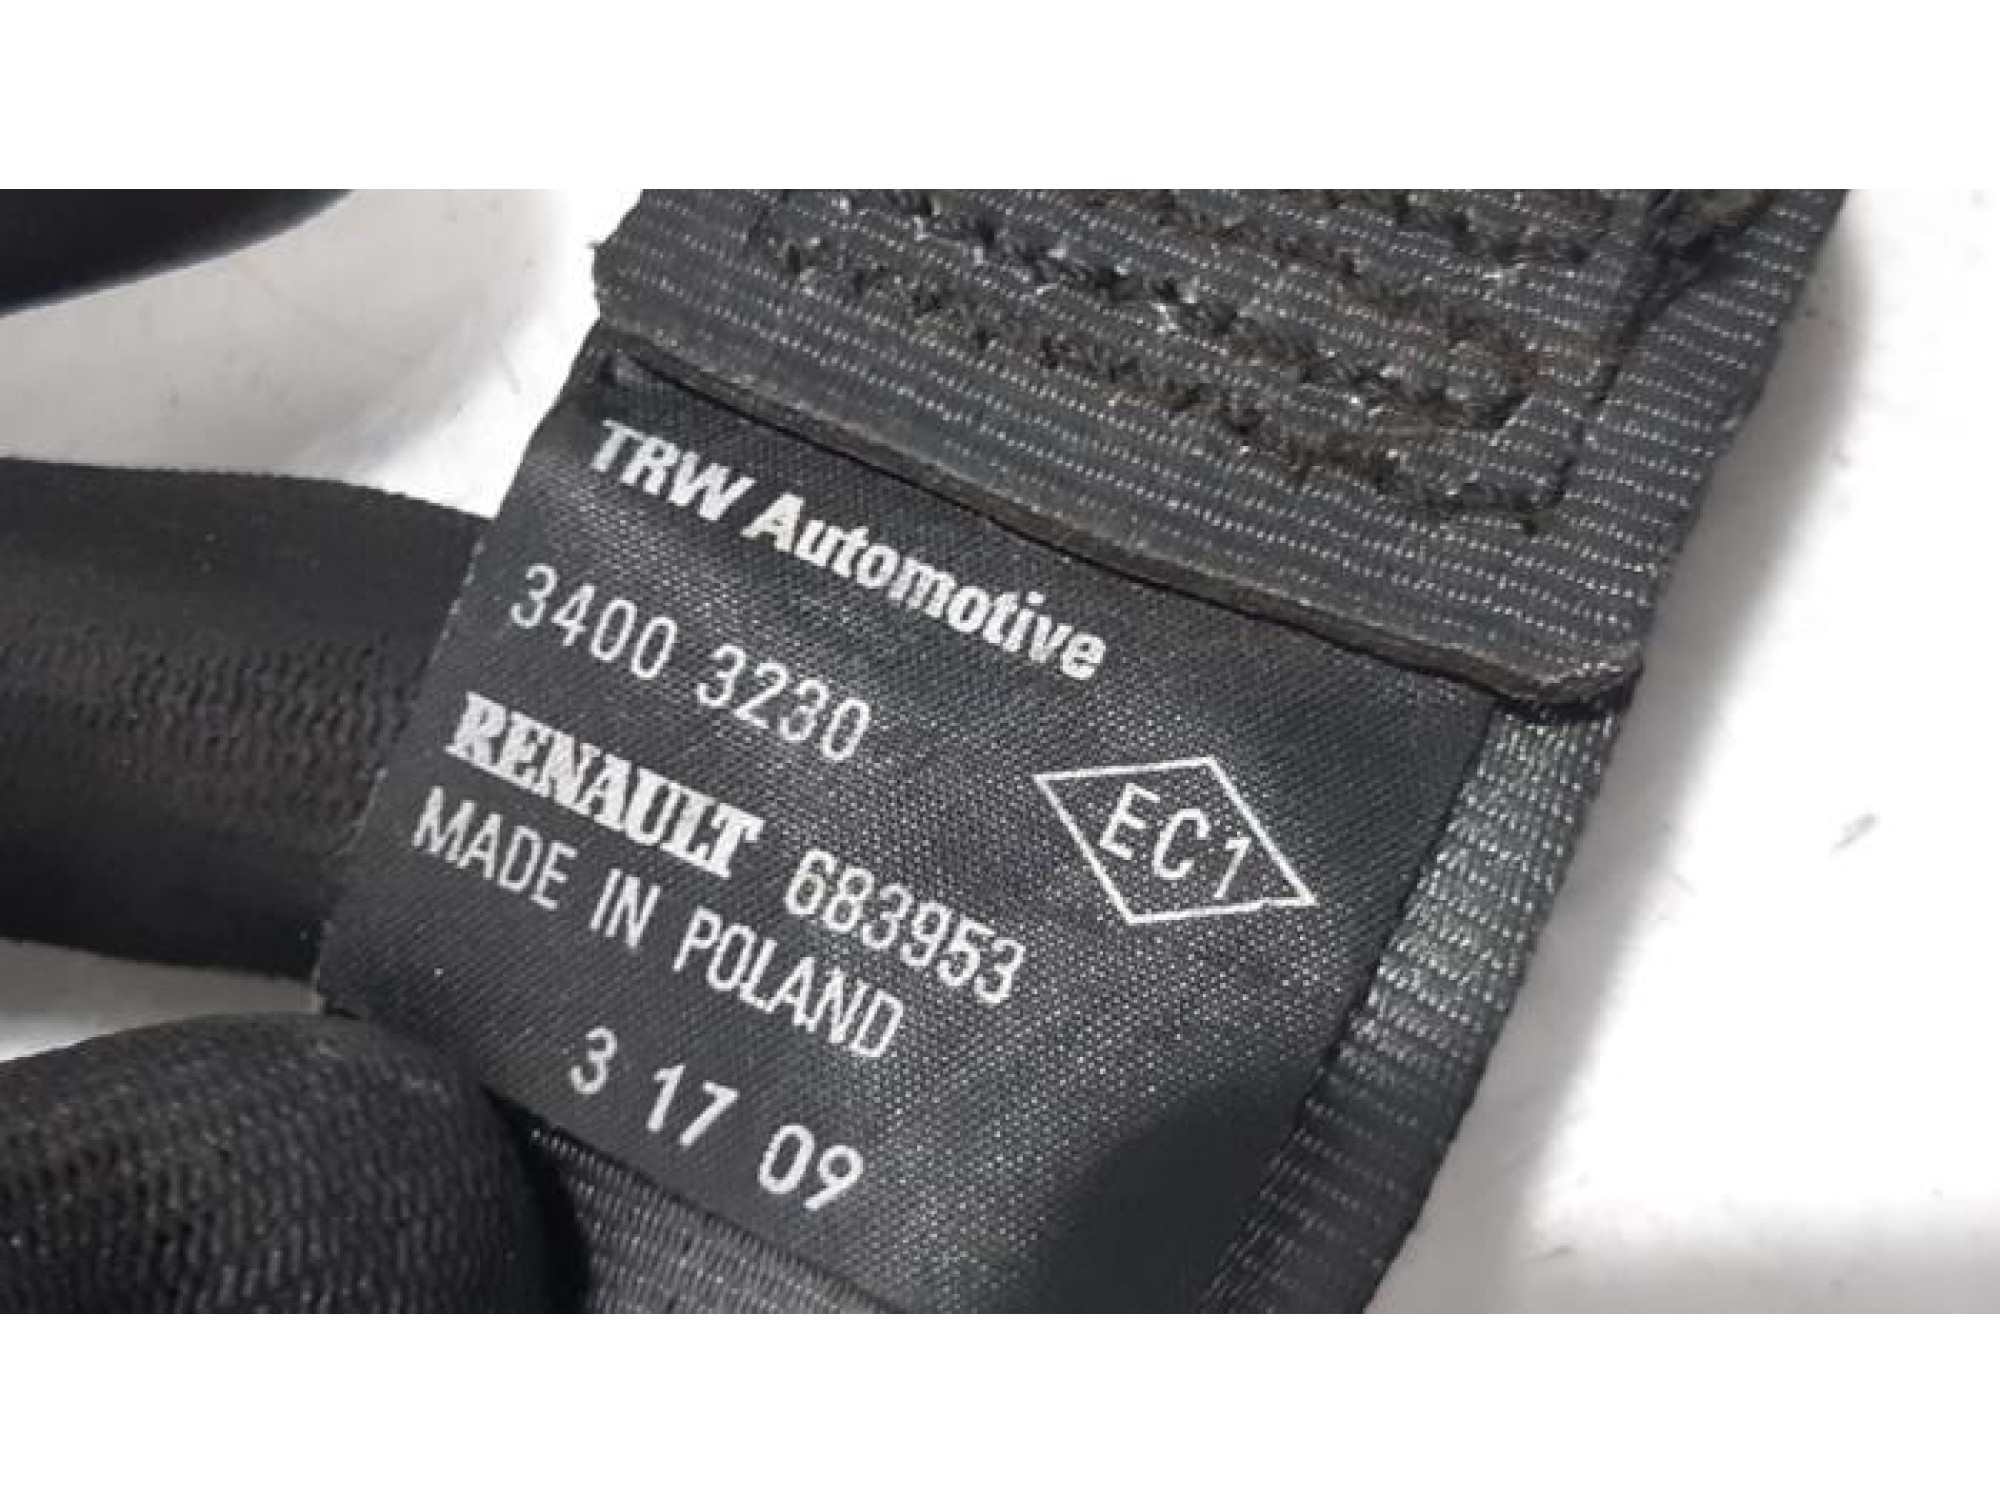 TRW Automotive
3400 3230
EC1
RENAULT 683953
MADE IN POLAND
3 17 09